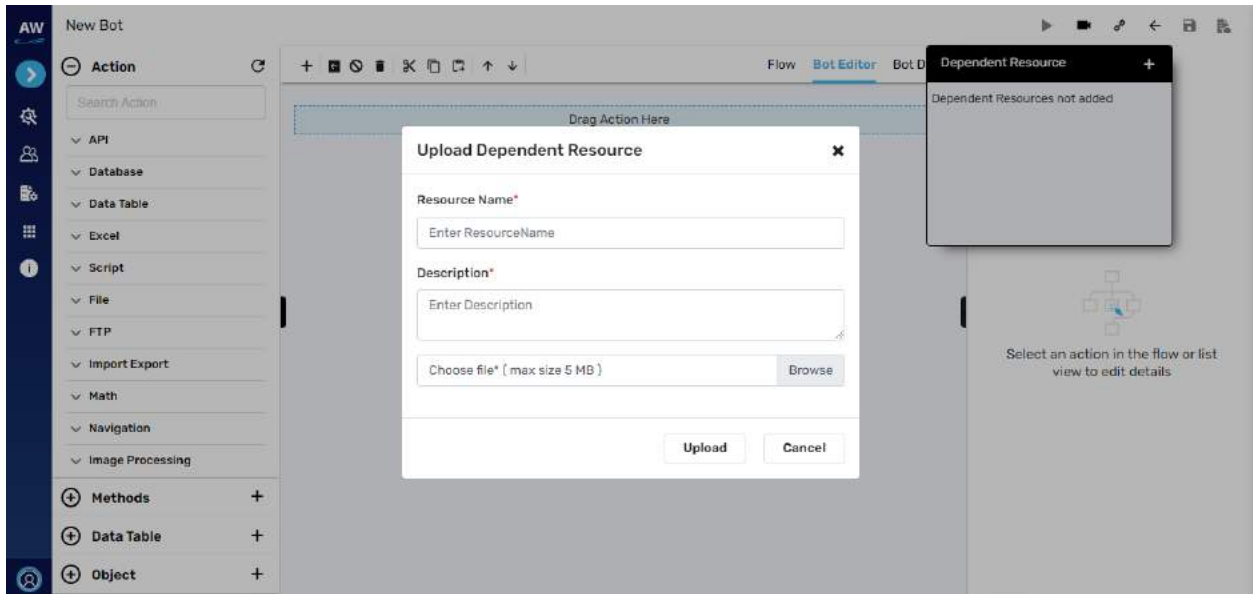 AW
New Bot
Action
Search Action
API
Database
Data Table
Excel
Script
File
FTP
Import Export
Math
Navigation
Image Processing
Methods
Data Table
Object
Flow Bot Editor Bot D
Drag Action Here
Dependent Resource
Dependent Resources not added
Upload Dependent Resource
Resource Name*
Enter ResourceName
Description*
Enter Description
Choose file* ( max size 5 MB ) Browse
Upload Cancel
Select an action in the flow or list
view to edit details